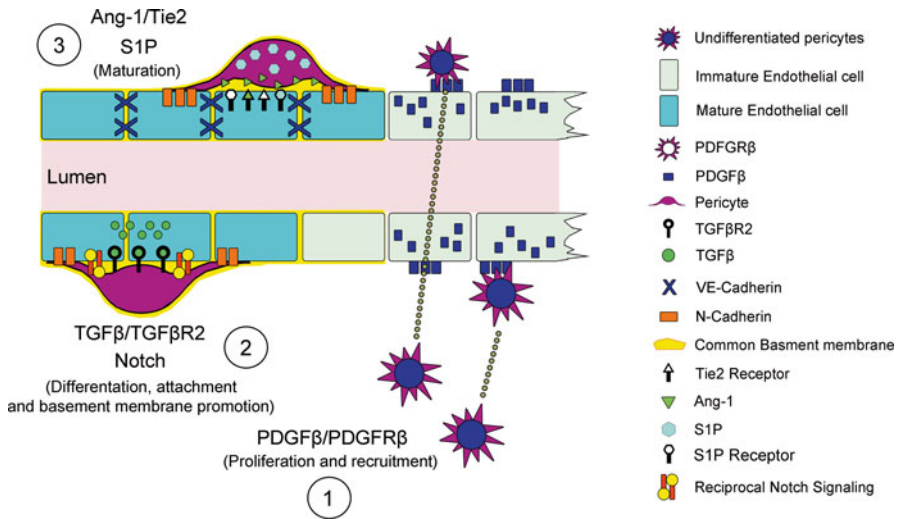 Ang-1/Tie2
3
S1P
(Maturation)
Lumen
TGFβ/TGFβR2
2
Notch
(Differentation, attachment
and basement membrane promotion)
PDGFβ/PDGFRβ
(Proliferation and recruitment)
1
Undifferentiated pericytes
Immature Endothelial cell
Mature Endothelial cell
PDFGRβ
PDGFβ
Pericyte
TGFβR2
TGFβ
VE-Cadherin
N-Cadherin
Common Basment membrane
Tie2 Receptor
Ang-1
S1P
S1P Receptor
Reciprocal Notch Signaling